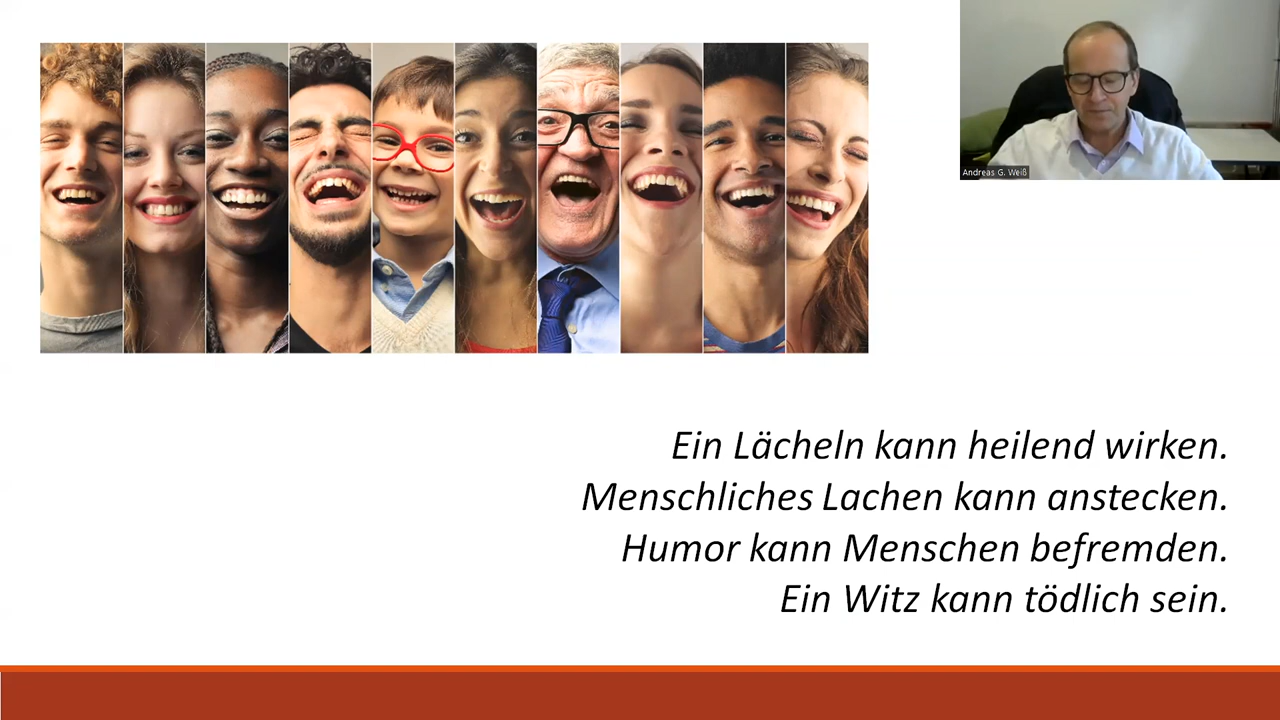 Andreas G. Weiß
Ein Lächeln kann heilend wirken.
Menschliches Lachen kann anstecken.
Humor kann Menschen befremden.
Ein Witz kann tödlich sein.